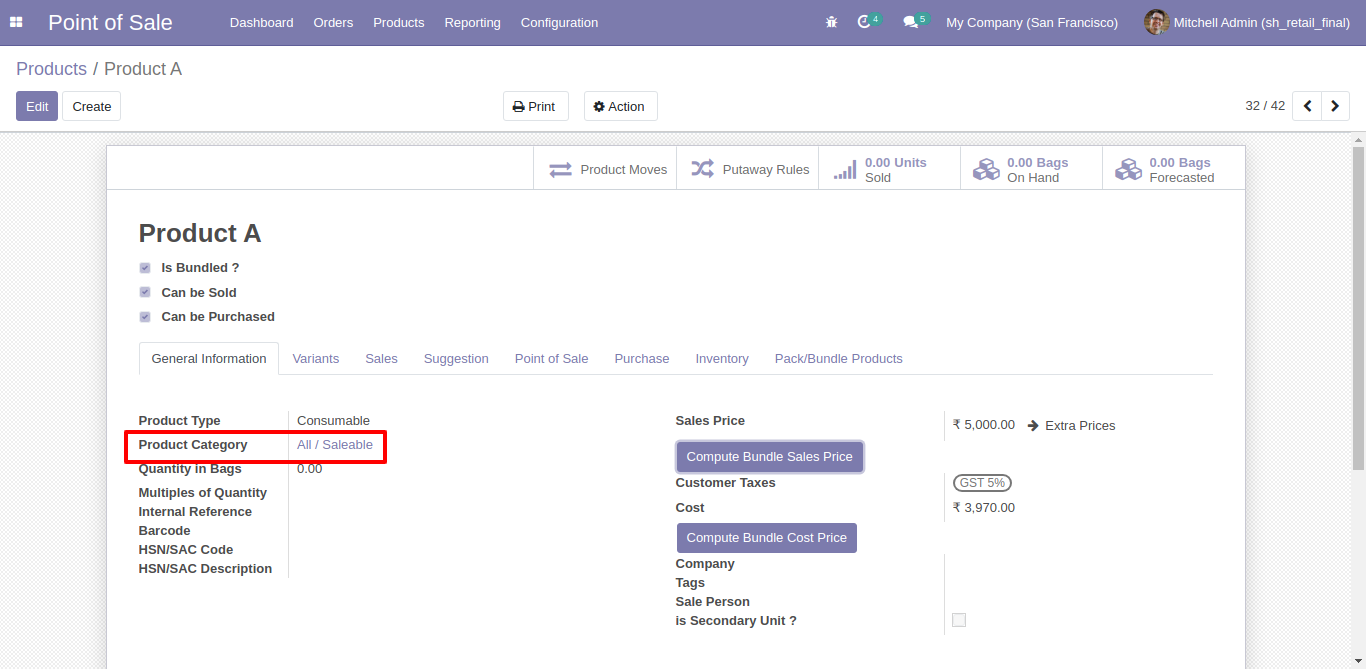 Point of Sale Dashboard Orders Products Reporting Configuration 4 5 My Company (San Francisco) Mitchell Admin (sh_retail_final)
Products / Product A
Edit Create Print Action 32 / 42
Product Moves Putaway Rules 0.00 Units 0.00 Bags 0.00 Bags
Sold On Hand Forecasted
Product A
Is Bundled ?
Can be Sold
Can be Purchased
General Information Variants Sales Suggestion Point of Sale Purchase Inventory Pack/Bundle Products
Product Type Consumable
Product Category All / Saleable
Quantity in Bags 0.00
Multiples of Quantity
Internal Reference
Barcode
HSN/SAC Code
HSN/SAC Description
Sales Price ₹ 5,000.00 Extra Prices
Compute Bundle Sales Price
Customer Taxes GST 5%
Cost ₹ 3,970.00
Compute Bundle Cost Price
Company
Tags
Sale Person
is Secondary Unit ?